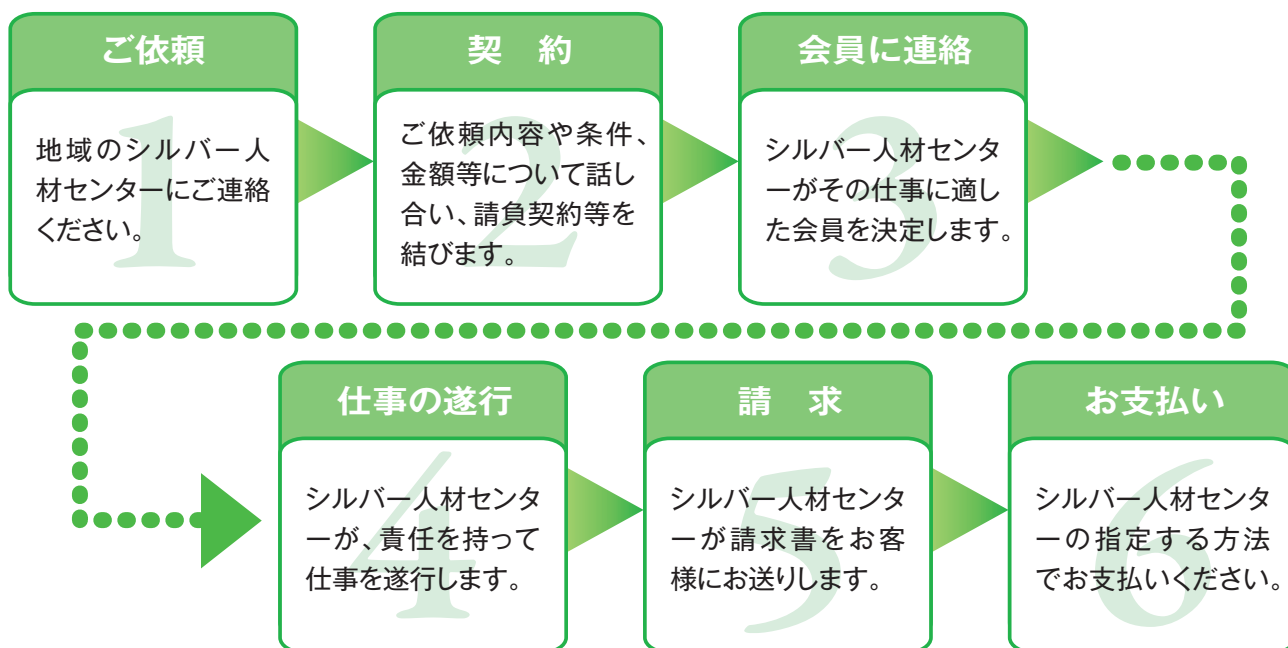 ご依頼
1
地域のシルバー人
材センターにご連絡
ください。
契 約
2
ご依頼内容や条件、
金額等について話し
合い、請負契約等を
結びます。
会員に連絡
3
シルバー人材センタ
ーがその仕事に適し
た会員を決定します。
仕事の遂行
4
シルバー人材センタ
ーが、責任を持って
仕事を遂行します。
請 求
5
シルバー人材センタ
ーが請求書をお客
様にお送りします。
お支払い
6
シルバー人材センタ
ーの指定する方法
でお支払いください。